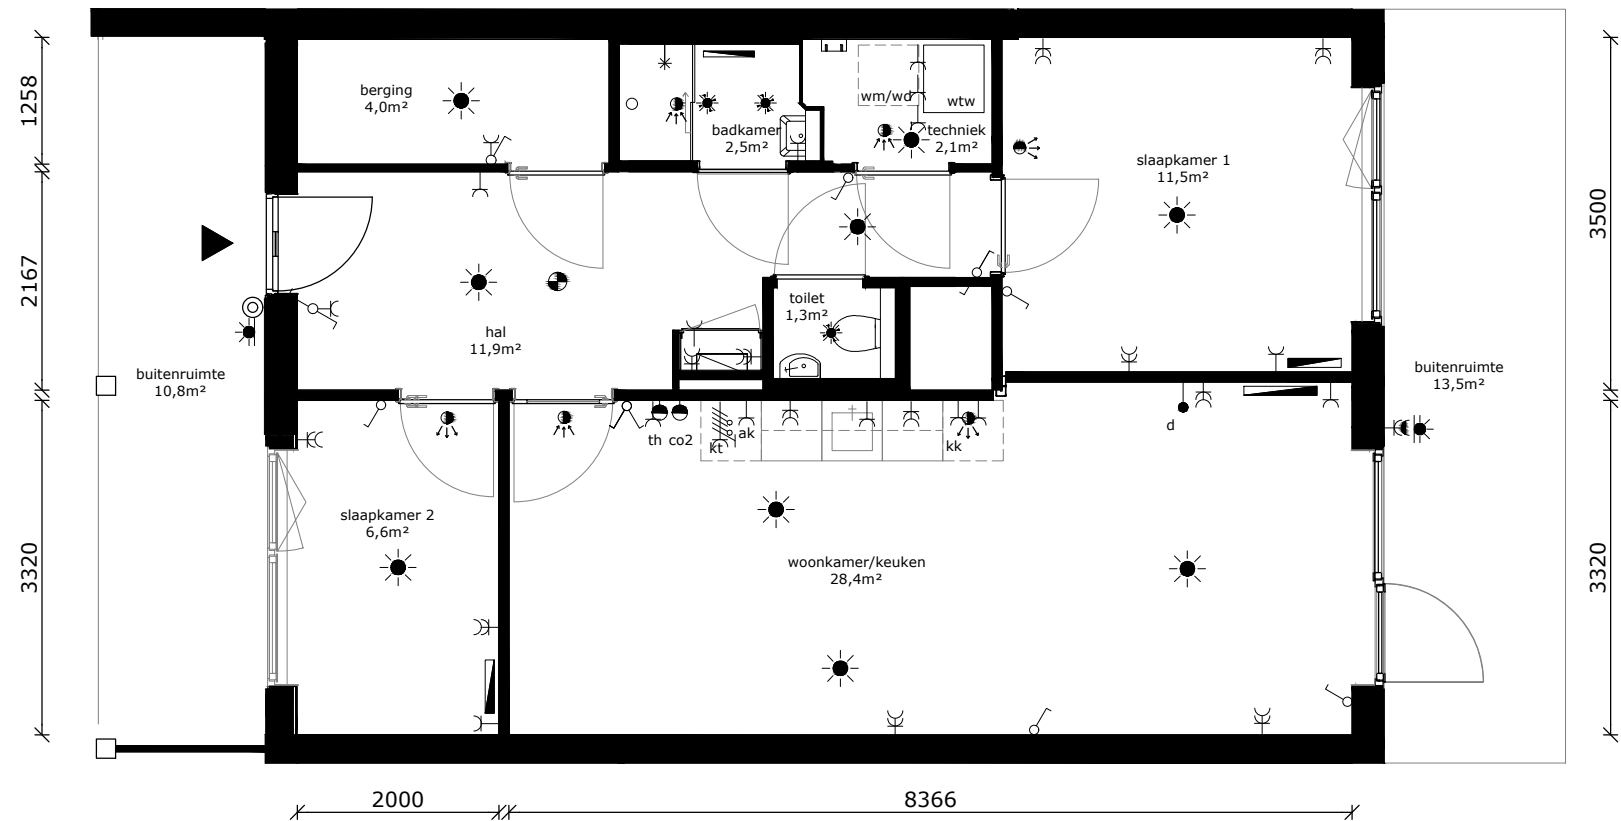 berging
4,0m²
badkamer
2,5m²
wm/wd
wtw
techniek
2,1m²
slaapkamer 1
11,5m²
1258
2167
3320
3500
3320
hal
11,9m²
toilet
1,3m²
buitenruimte
10,8m²
buitenruimte
13,5m²
th
co2
kt
ak
kk
d
slaapkamer 2
6,6m²
woonkamer/keuken
28,4m²
2000
8366